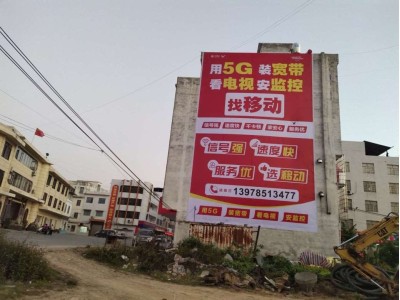 用5G 装宽带
看电视安监控
找移动
信号强 速度快
服务优 选移动
13978513477
用5G 装宽带 看电视 安监控